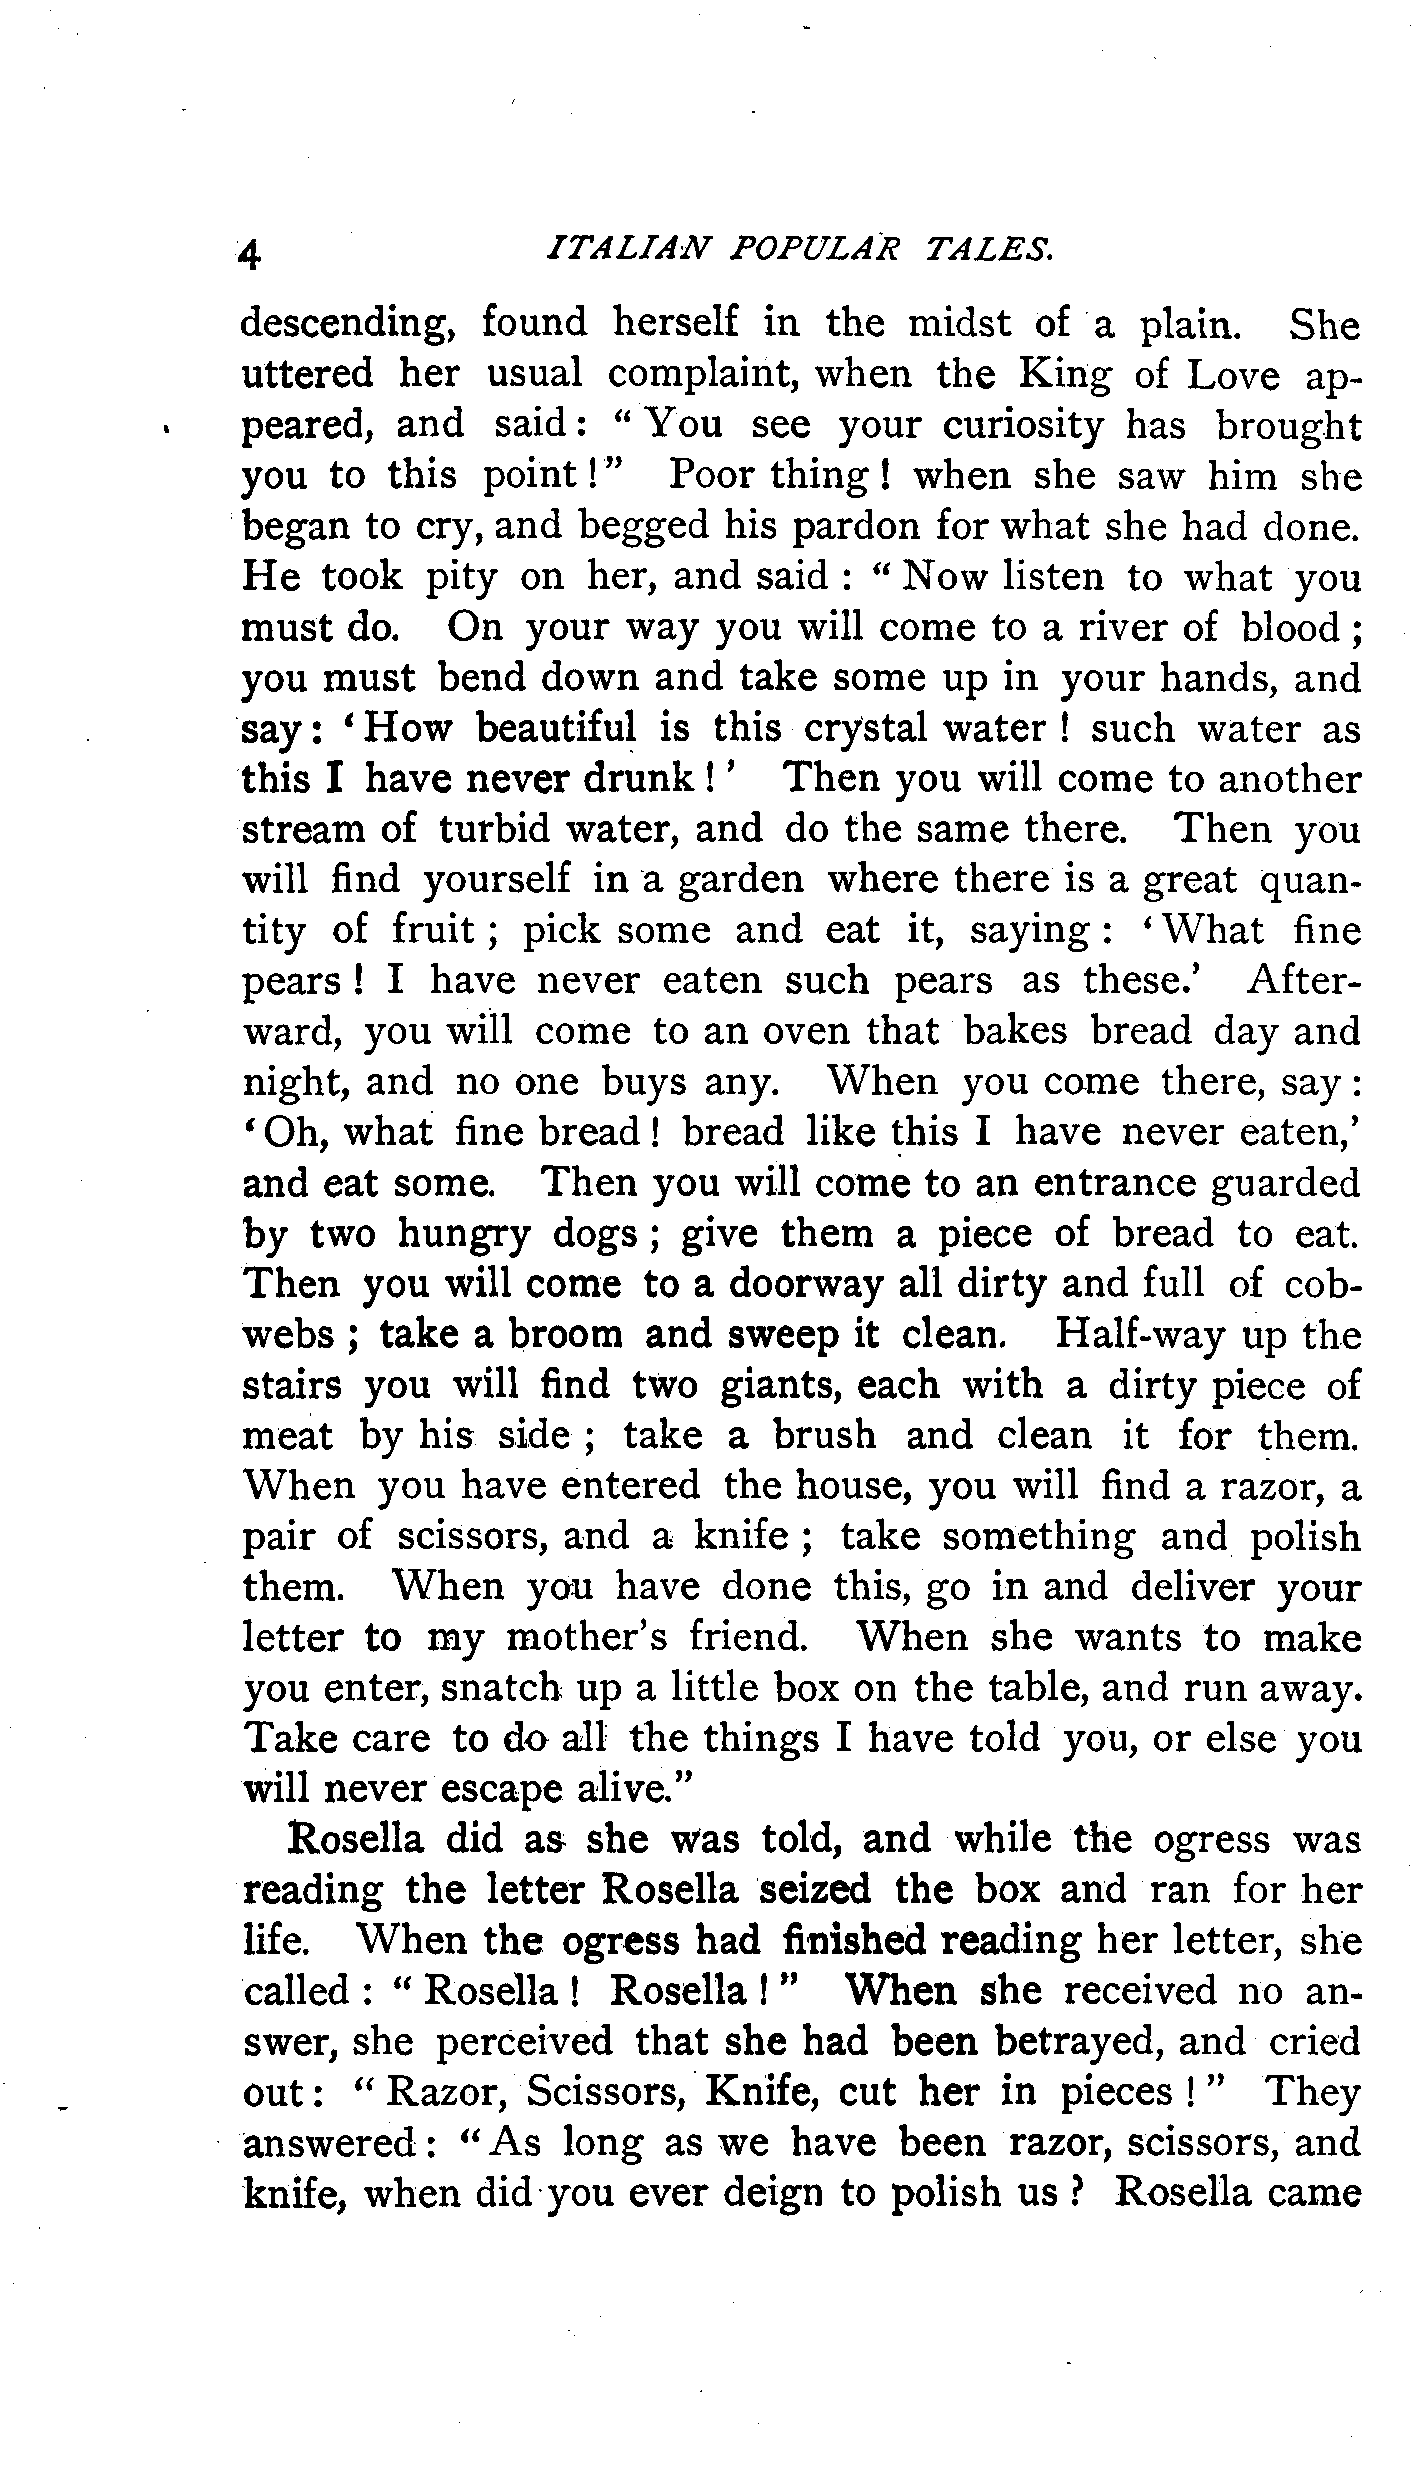 4 ITALIAN POPULAR TALES.
descending, found herself in the midst of a plain. She
uttered her usual complaint, when the King of Love ap-
peared, and said: “You see your curiosity has brought
you to this point!” Poor thing! when she saw him she
began to cry, and begged his pardon for what she had done.
He took pity on her, and said: “Now listen to what you
must do. On your way you will come to a river of blood;
you must bend down and take some up in your hands, and
say: ‘How beautiful is this crystal water! such water as
this I have never drunk!’ Then you will come to another
stream of turbid water, and do the same there. Then you
will find yourself in a garden where there is a great quan-
tity of fruit; pick some and eat it, saying: ‘What fine
pears! I have never eaten such pears as these.’ After-
ward, you will come to an oven that bakes bread day and
night, and no one buys any. When you come there, say:
‘Oh, what fine bread! bread like this I have never eaten,’
and eat some. Then you will come to an entrance guarded
by two hungry dogs; give them a piece of bread to eat.
Then you will come to a doorway all dirty and full of cob-
webs; take a broom and sweep it clean. Half-way up the
stairs you will find two giants, each with a dirty piece of
meat by his side; take a brush and clean it for them.
When you have entered the house, you will find a razor, a
pair of scissors, and a knife; take something and polish
them. When you have done this, go in and deliver your
letter to my mother’s friend. When she wants to make
you enter, snatch up a little box on the table, and run away.
Take care to do all the things I have told you, or else you
will never escape alive.”
Rosella did as she was told, and while the ogress was
reading the letter Rosella seized the box and ran for her
life. When the ogress had finished reading her letter, she
called: “Rosella! Rosella!” When she received no an-
swer, she perceived that she had been betrayed, and cried
out: “Razor, Scissors, Knife, cut her in pieces!” They
answered: “As long as we have been razor, scissors, and
knife, when did you ever deign to polish us? Rosella came